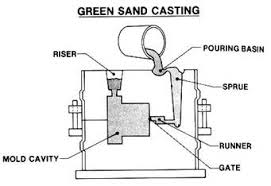 GREEN SAND CASTING
RISER
POURING BASIN
SPRUE
MOLD CAVITY
RUNNER
GATE